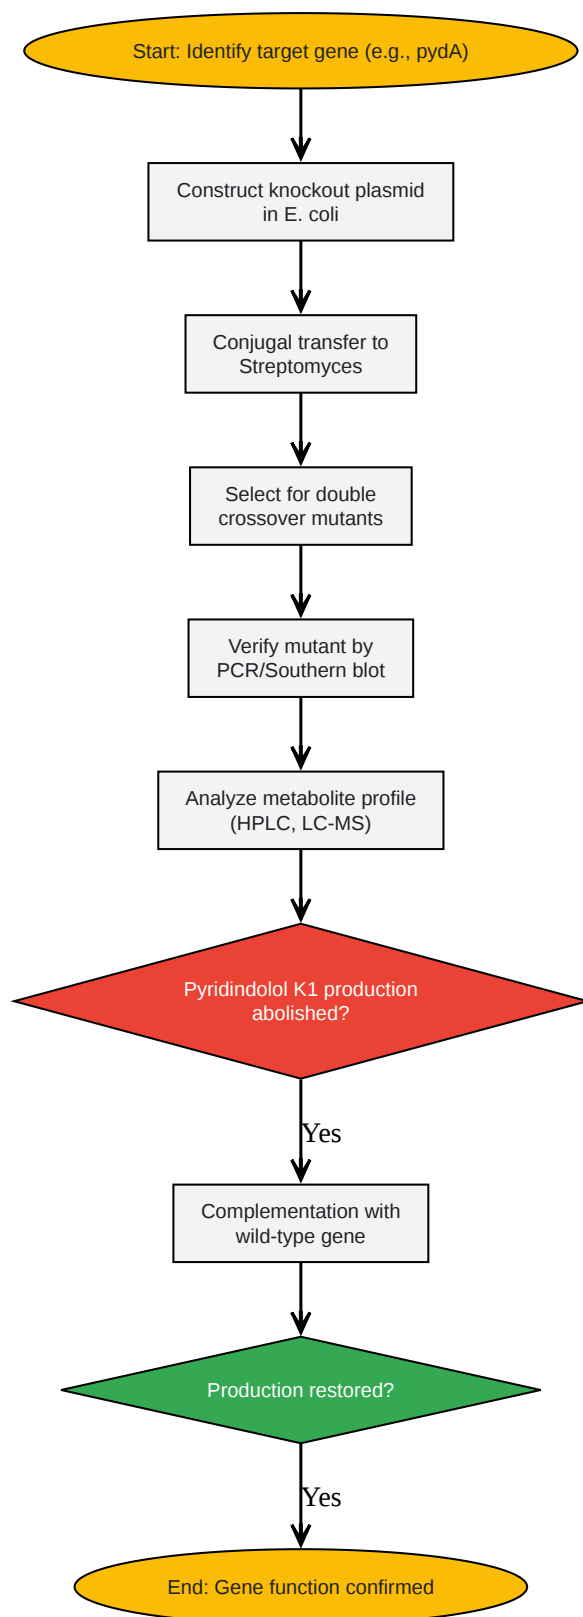 Start: Identify target gene (e.g., pydA)
Construct knockout plasmid
in E. coli
Conjugal transfer to
Streptomyces
Select for double
crossover mutants
Verify mutant by
PCR/Southern blot
Analyze metabolite profile
(HPLC, LC-MS)
Pyridindolol K1 production
abolished?
Yes
Complementation with
wild-type gene
Production restored?
Yes
End: Gene function confirmed